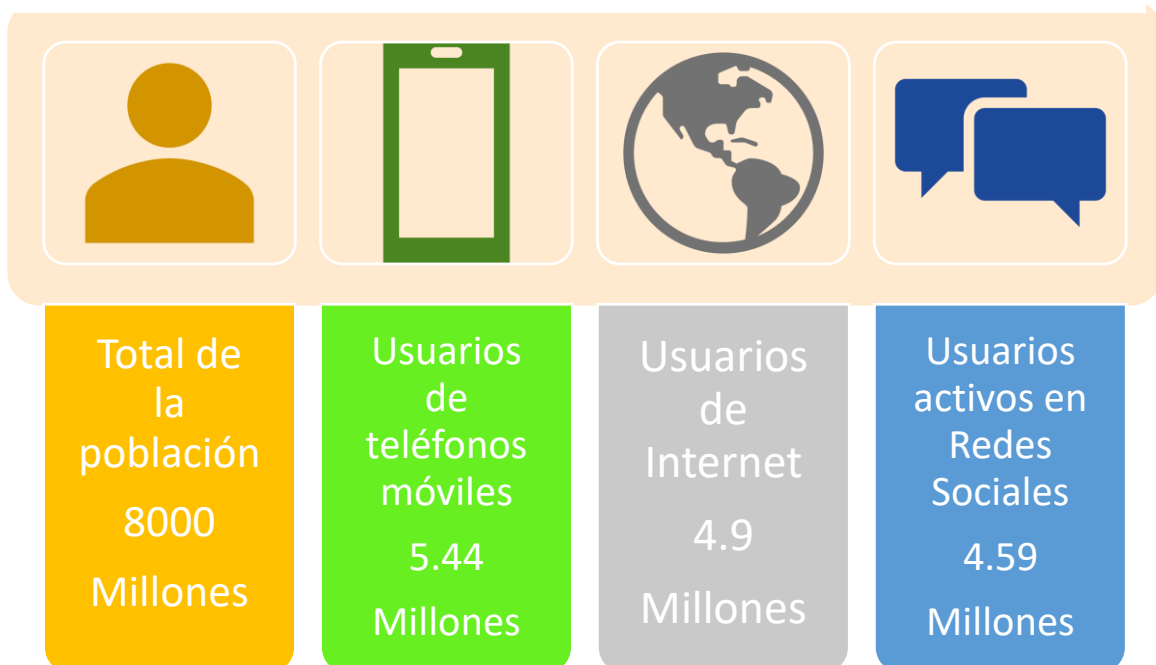 Total de
la
población
8000
Millones
Usuarios
de
teléfonos
móviles
5.44
Millones
Usuarios
de
Internet
4.9
Millones
Usuarios
activos en
Redes
Sociales
4.59
Millones